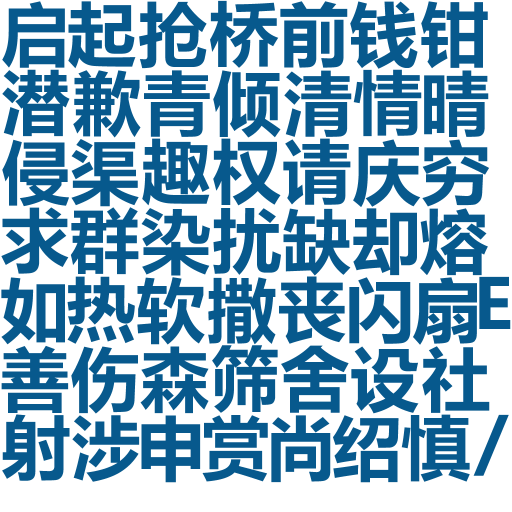 启起抢桥前钱钳
潜歉青倾清情晴
侵渠趣权请庆穷
求群染扰缺却熔
如热软撒丧闪扇E
善伤森筛舍设社
射涉申赏尚绍慎/